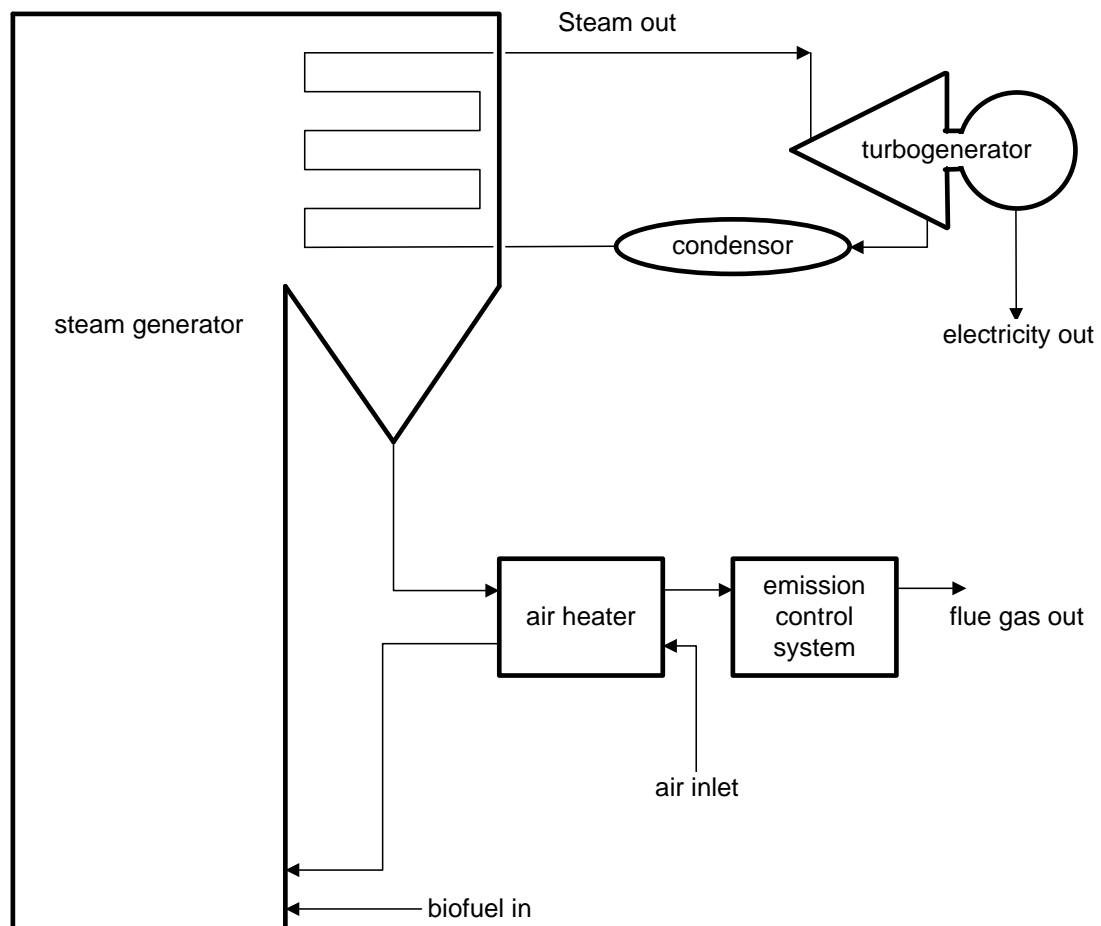 Steam out
turbogenerator
condensor
steam generator
electricity out
air heater
emission
control
system
flue gas out
air inlet
biofuel in